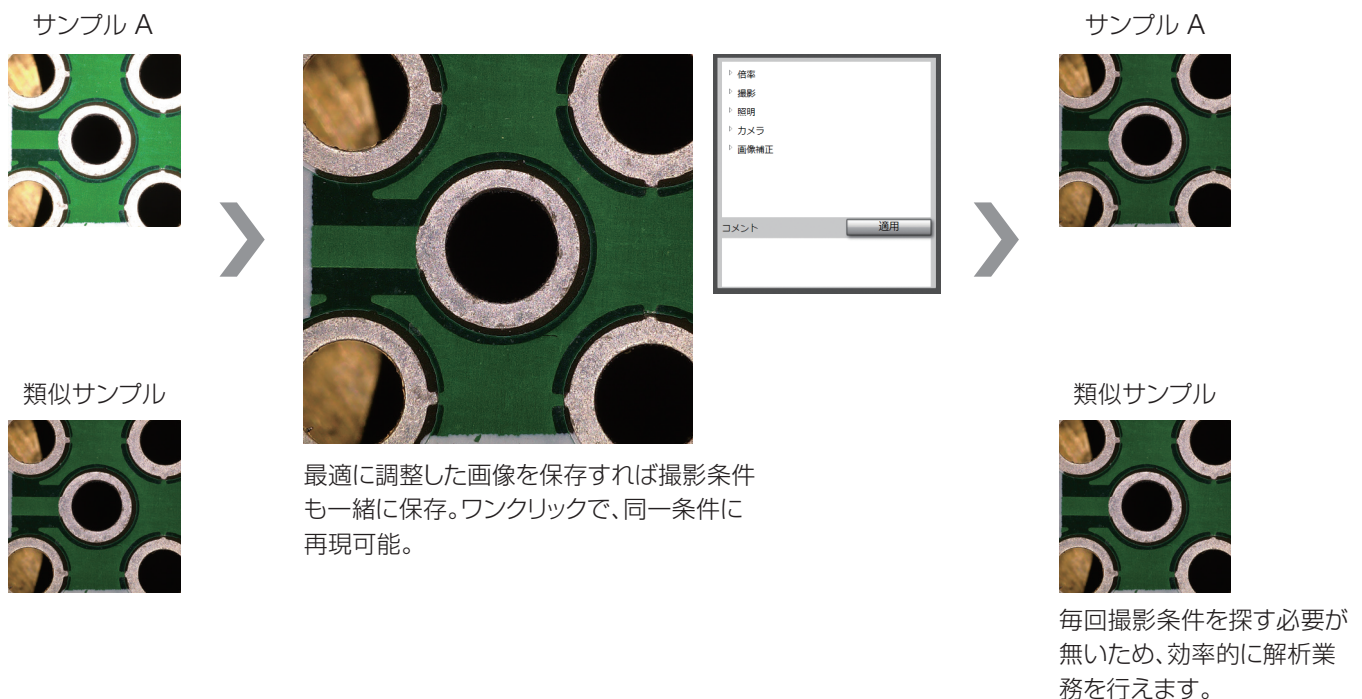 サンプル A
類似サンプル
倍率
撮影
照明
カメラ
画像補正
コメント
適用
最適に調整した画像を保存すれば撮影条件
も一緒に保存。ワンクリックで、同一条件に
再現可能。
サンプル A
類似サンプル
毎回撮影条件を探す必要が
無いため、効率的に解析業
務を行えます。